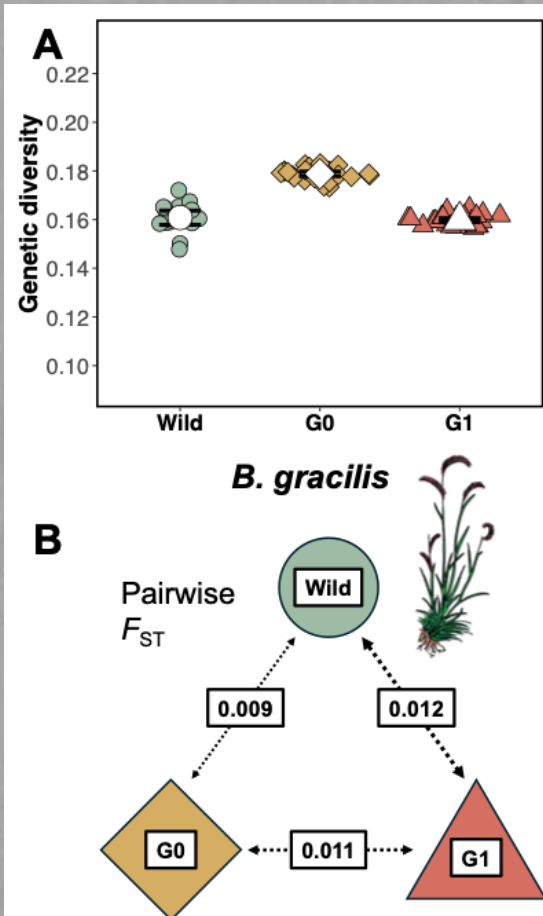 A
Genetic diversity
0.22
0.20
0.18
0.16
0.14
0.12
0.10
Wild
G0
G1
B. gracilis
B
Pairwise
FST
Wild
0.009
0.012
G0
0.011
G1